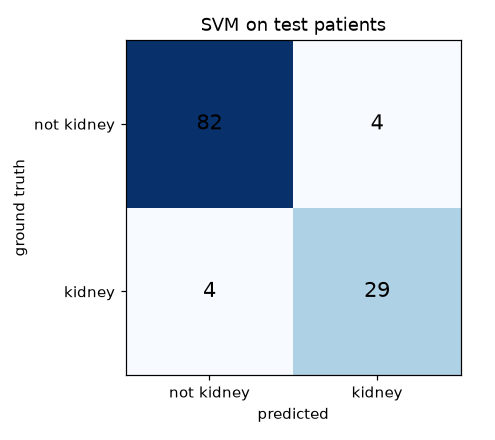 SVM on test patients
not kidney
82
4
ground truth
kidney
4
29
not kidney
kidney
predicted